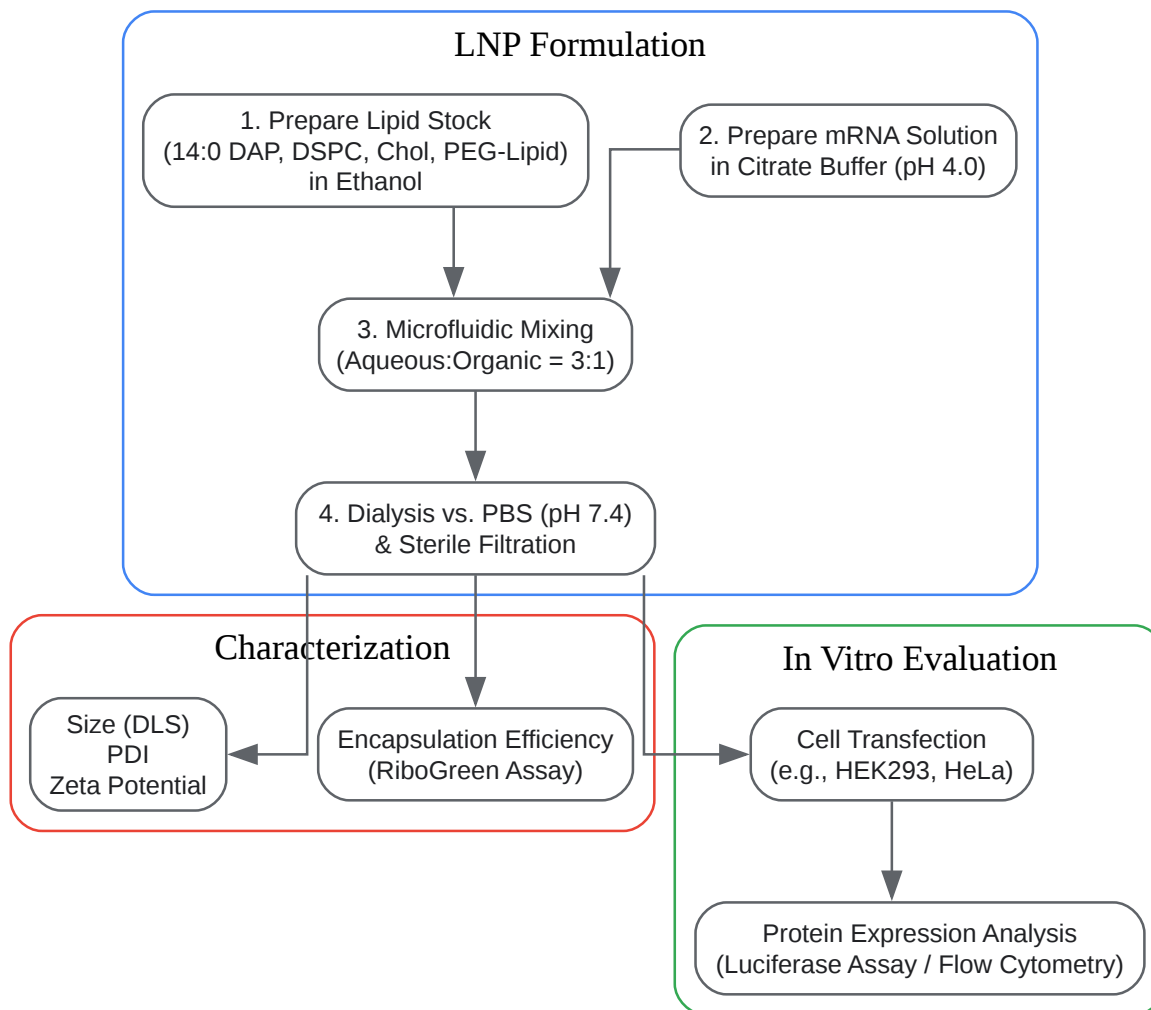 LNP Formulation
1. Prepare Lipid Stock
(14:0 DAP, DSPC, Chol, PEG-Lipid)
in Ethanol
2. Prepare mRNA Solution
in Citrate Buffer (pH 4.0)
3. Microfluidic Mixing
(Aqueous:Organic = 3:1)
4. Dialysis vs. PBS (pH 7.4)
& Sterile Filtration
Characterization
Size (DLS)
PDI
Zeta Potential
Encapsulation Efficiency
(RiboGreen Assay)
In Vitro Evaluation
Cell Transfection
(e.g., HEK293, HeLa)
Protein Expression Analysis
(Luciferase Assay / Flow Cytometry)